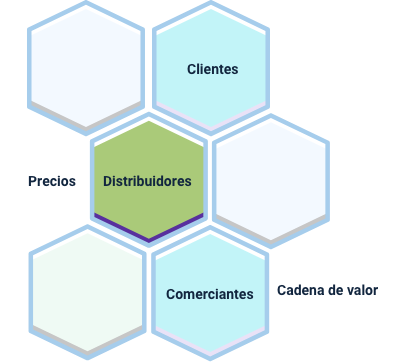 Clientes
Precios
Distribuidores
Comerciantes
Cadena de valor